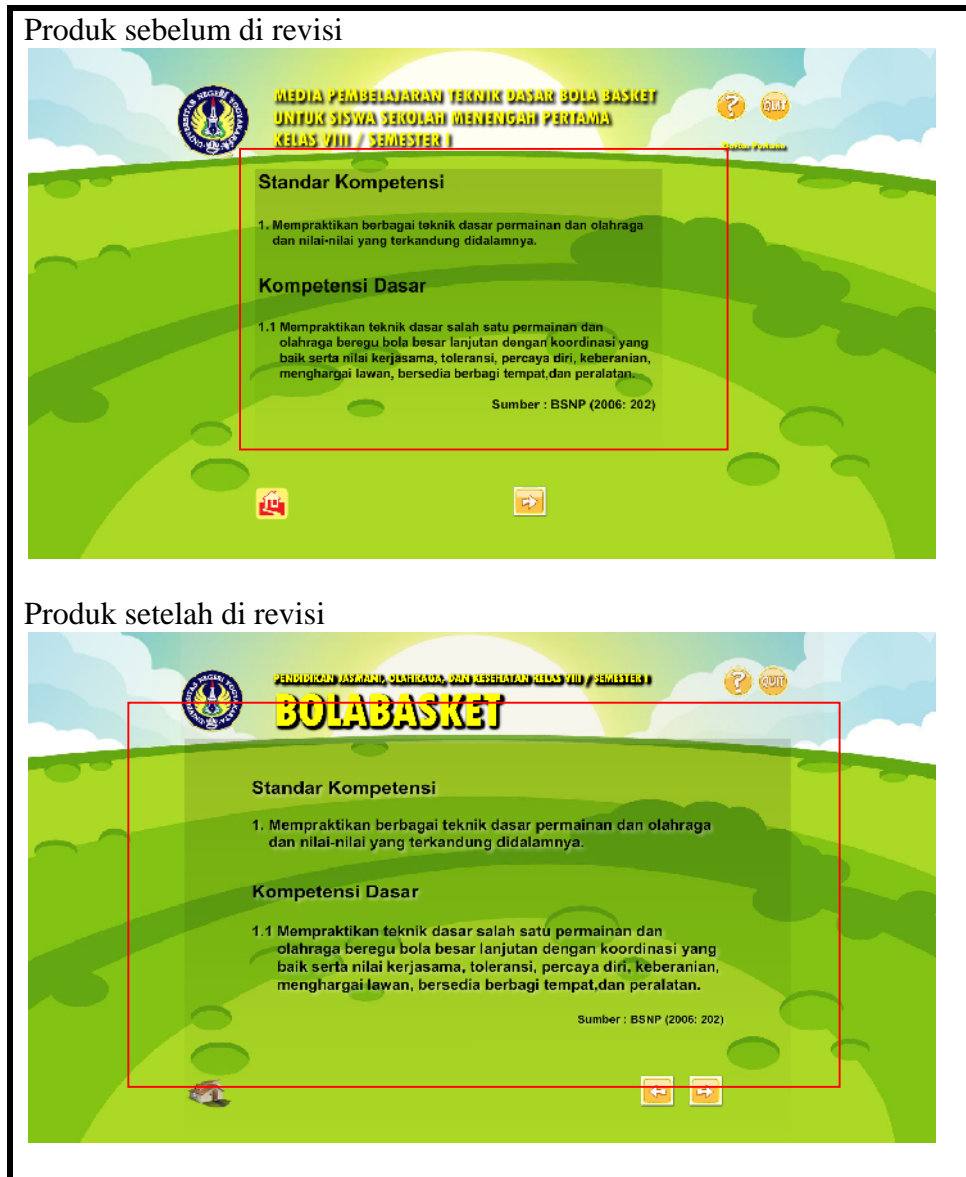 Produk sebelum di revisi
UNIVERSITAS NEGERI YOGYAKARTA
MEDIA PEMBELAJARAN TEKNIK DASAR BOLA BASKET
UNTUK SISWA SEKOLAH MENENGAH PERTAMA
KELAS VIII / SEMESTER I
?
QUIT
Standar Kompetensi
1. Mempraktikan berbagai teknik dasar permainan dan olahraga
dan nilai-nilai yang terkandung didalamnya.
Kompetensi Dasar
1.1 Mempraktikan teknik dasar salah satu permainan dan
olahraga beregu bola besar lanjutan dengan koordinasi yang
baik serta nilai kerjasama, toleransi, percaya diri, keberanian,
menghargai lawan, bersedia berbagi tempat,dan peralatan.
Sumber : BSNP (2006: 202)
Produk setelah di revisi
UNIVERSITAS NEGERI YOGYAKARTA
PENDIDIKAN JASMANI, OLAHRAGA, DAN KESEHATAN KELAS VIII / SEMESTER I
BOLABASKET
?
QUIT
Standar Kompetensi
1. Mempraktikan berbagai teknik dasar permainan dan olahraga
dan nilai-nilai yang terkandung didalamnya.
Kompetensi Dasar
1.1 Mempraktikan teknik dasar salah satu permainan dan
olahraga beregu bola besar lanjutan dengan koordinasi yang
baik serta nilai kerjasama, toleransi, percaya diri, keberanian,
menghargai lawan, bersedia berbagi tempat,dan peralatan.
Sumber : BSNP (2006: 202)